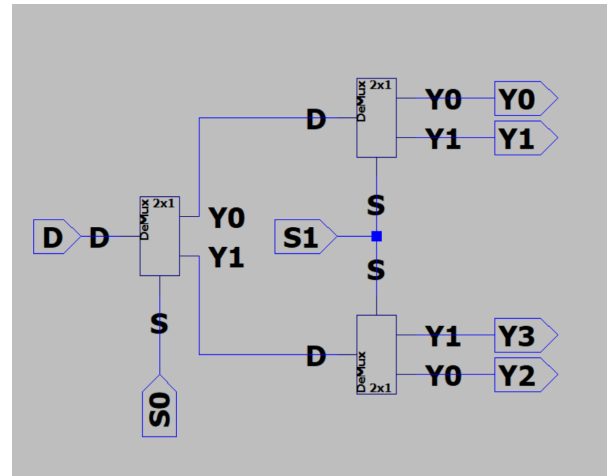 DeMux 2x1
Y0 Y0
D
Y1 Y1
S
DeMux 2x1
Y0
D D
S1
Y1
S
S
Y1 Y3
D
Y0 Y2
DeMux 2x1
S0